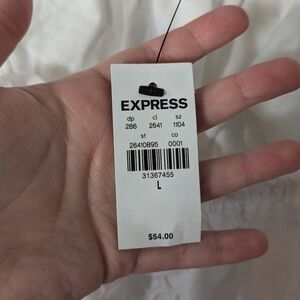 EXPRESS
dp cl sz
286 2641 1104
st co
26410895 0001
31367455
L
$54.00